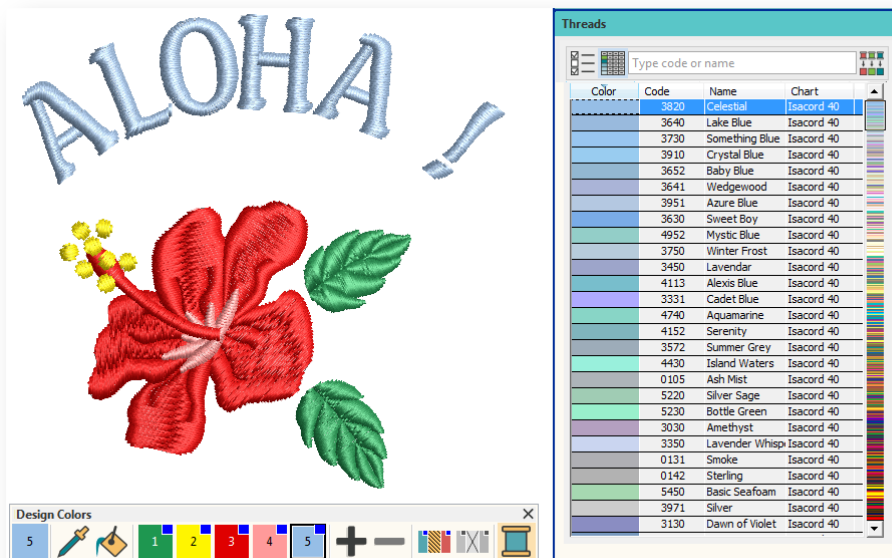 ALOHA !
Design Colors
5 1 2 3 4 5
Threads
Type code or name
Color Code Name Chart
3820 Celestial Isacord 40
3640 Lake Blue Isacord 40
3730 Something Blue Isacord 40
3910 Crystal Blue Isacord 40
3652 Baby Blue Isacord 40
3641 Wedgewood Isacord 40
3951 Azure Blue Isacord 40
3630 Sweet Boy Isacord 40
4952 Mystic Blue Isacord 40
3750 Winter Frost Isacord 40
3450 Lavendar Isacord 40
4113 Alexis Blue Isacord 40
3331 Cadet Blue Isacord 40
4740 Aquamarine Isacord 40
4152 Serenity Isacord 40
3572 Summer Grey Isacord 40
4430 Island Waters Isacord 40
0105 Ash Mist Isacord 40
5220 Silver Sage Isacord 40
5230 Bottle Green Isacord 40
3030 Amethyst Isacord 40
3350 Lavender Whisp Isacord 40
0131 Smoke Isacord 40
0142 Sterling Isacord 40
5450 Basic Seafoam Isacord 40
3971 Silver Isacord 40
3130 Dawn of Violet Isacord 40